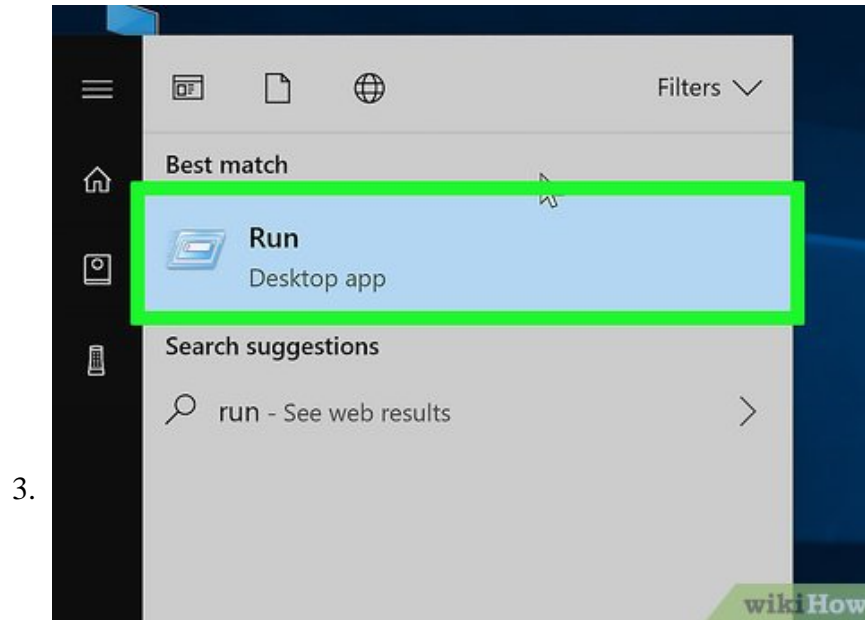 Filters
Best match
Run
Desktop app
Search suggestions
run - See web results
3.
wikiHow